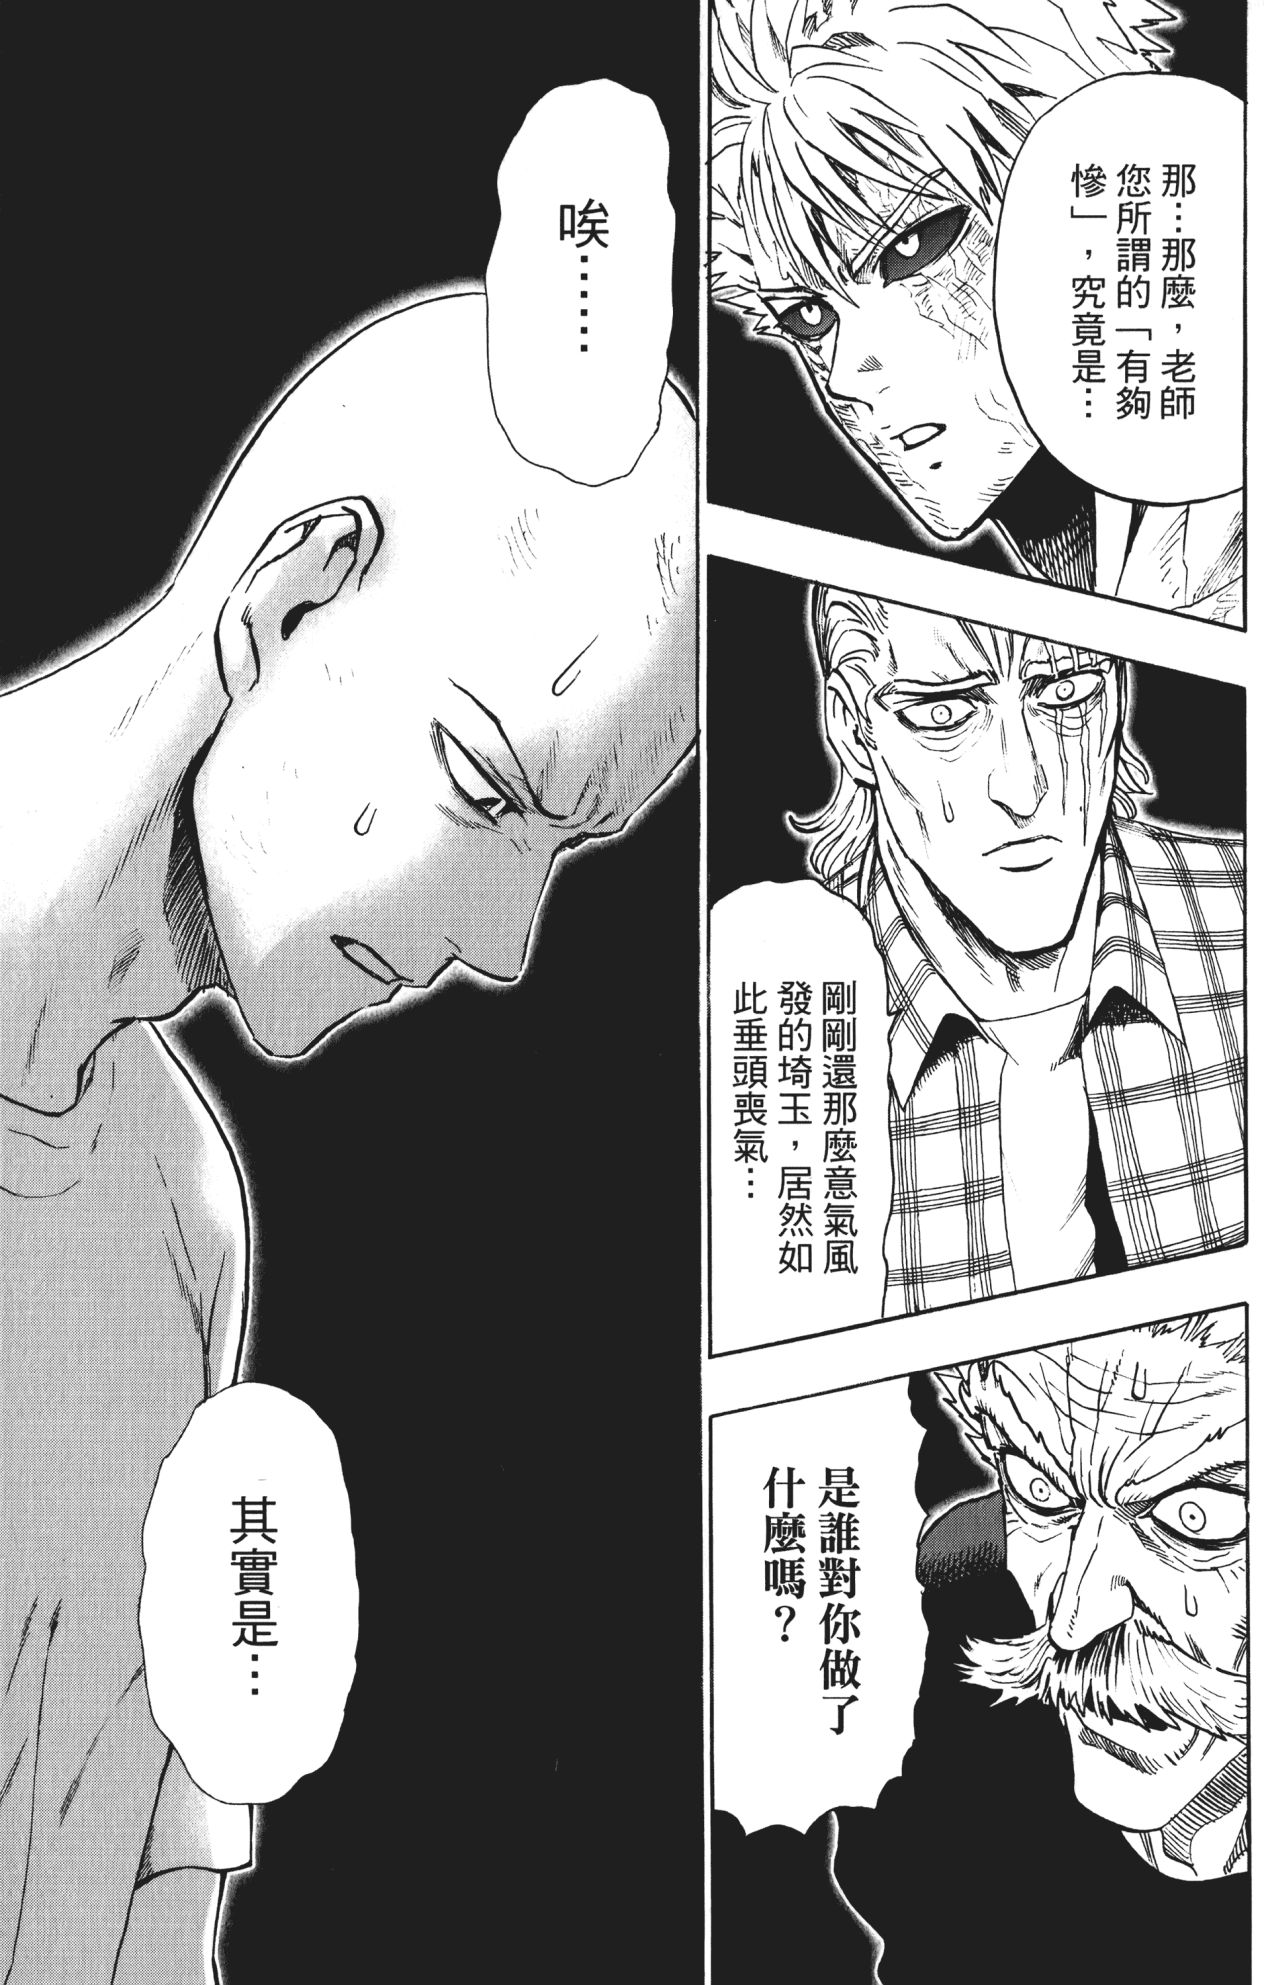 那…那麼，老師
您所謂的「有夠
慘」，究竟是…
剛剛還那麼意氣風
發的埼玉，居然如
此垂頭喪氣…
是誰對你做了
什麼嗎？
唉……
其實是…